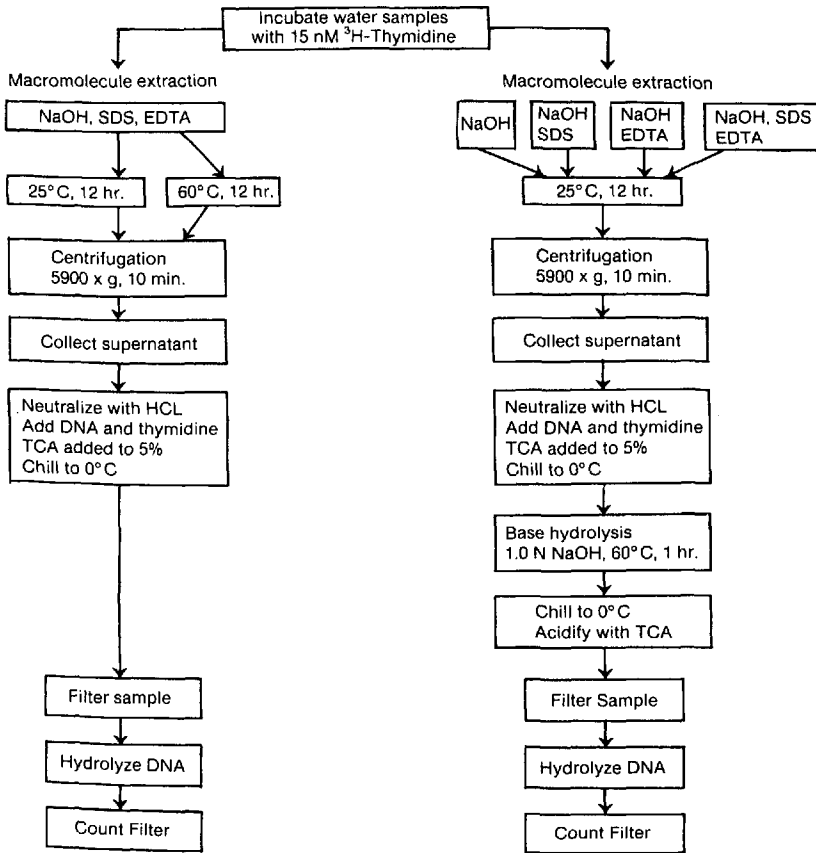 Incubate water samples
with 15 nM ³H-Thymidine
Macromolecule extraction
NaOH, SDS, EDTA
25°C, 12 hr.
60°C, 12 hr.
Centrifugation
5900 x g, 10 min.
Collect supernatant
Neutralize with HCL
Add DNA and thymidine
TCA added to 5%
Chill to 0°C
Filter sample
Hydrolyze DNA
Count Filter
Macromolecule extraction
NaOH
NaOH
SDS
NaOH
EDTA
NaOH, SDS
EDTA
25°C, 12 hr.
Centrifugation
5900 x g, 10 min.
Collect supernatant
Neutralize with HCL
Add DNA and thymidine
TCA added to 5%
Chill to 0°C
Base hydrolysis
1.0 N NaOH, 60°C, 1 hr.
Chill to 0°C
Acidify with TCA
Filter Sample
Hydrolyze DNA
Count Filter